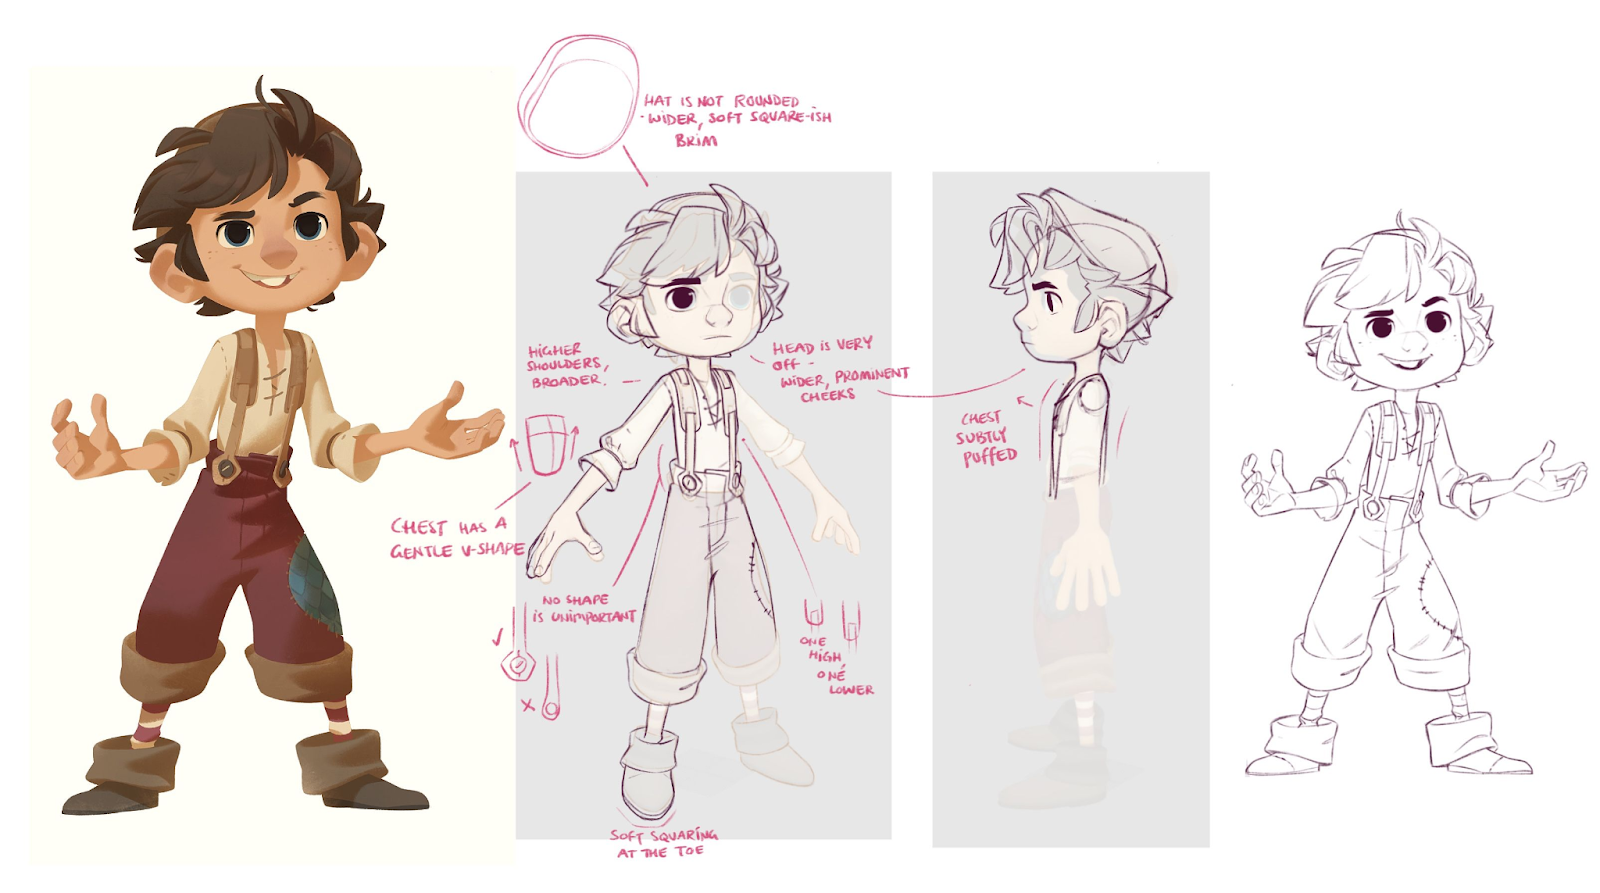 HAT IS NOT ROUNDED
- WIDER, SOFT SQUARE-ISH
BRIM
HIGHER
SHOULDERS,
BROADER.
HEAD IS VERY
OFF -
WIDER, PROMINENT
CHEEKS
CHEST
SUBTLY
PUFFED
CHEST HAS A
GENTLE V-SHAPE
NO SHAPE
IS UNIMPORTANT
ONE
HIGH
ONE
LOWER
SOFT SQUARING
AT THE TOE